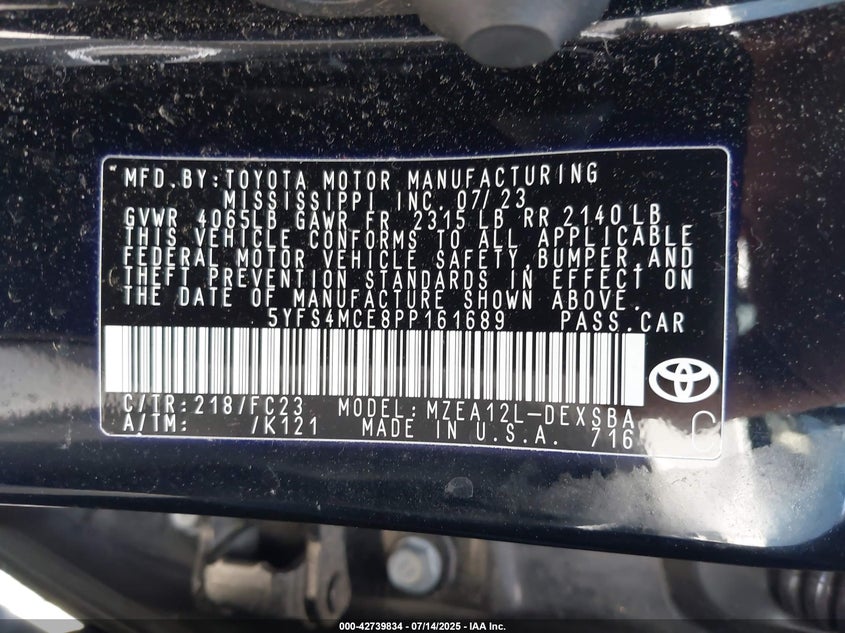 MFD.BY:TOYOTA MOTOR MANUFACTURING
MISSISSIPPI INC. 07/23
GVWR 4065LB GAWR FR 2315 LB RR 2140 LB
THIS VEHICLE CONFORMS TO ALL APPLICABLE
FEDERAL MOTOR VEHICLE SAFETY,BUMPER,AND
THEFT PREVENTION STANDARDS IN EFFECT ON
THE DATE OF MANUFACTURE SHOWN ABOVE.
5YFS4MCE8PP161689 PASS.CAR
C/TR:218/FC23 MODEL:MZEA12L-DEXSBA
A/TM: /K121 MADE IN U.S.A. 716
C
000-42739834 / 07/14/2025 - IAA Inc.